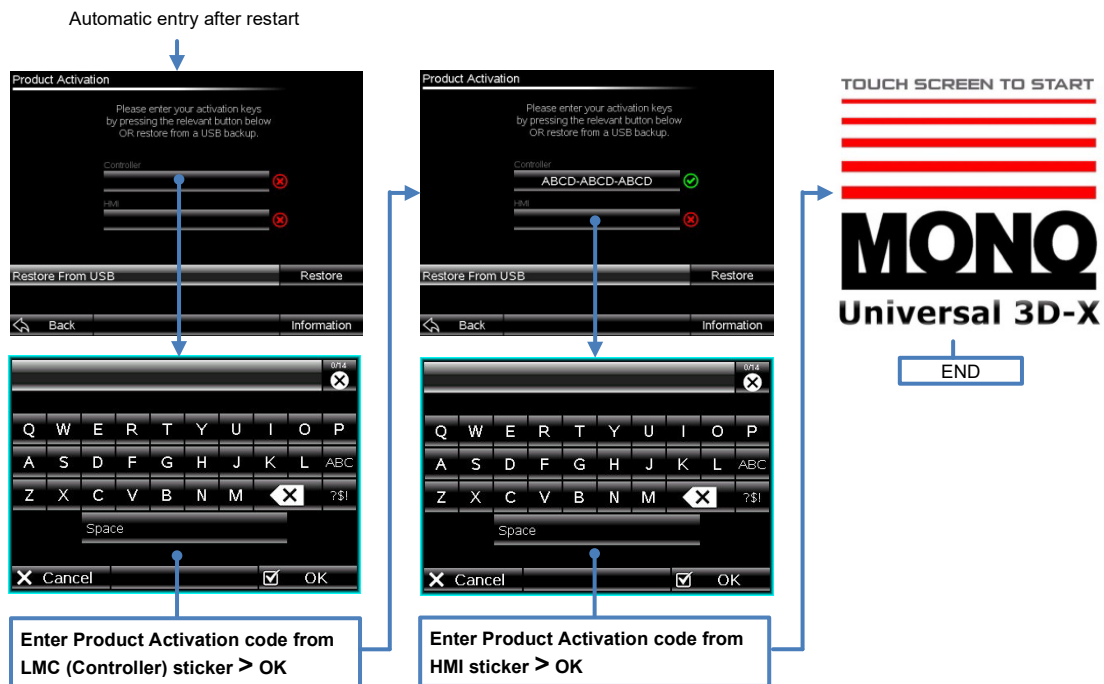 Automatic entry after restart
Product Activation
Please enter your activation keys
by pressing the relevant button below
OR restore from a USB backup.
Controller
HMI
Restore From USB Restore
Back Information
0/14
Q W E R T Y U I O P
A S D F G H J K L ABC
Z X C V B N M ?$!
Space
Cancel OK
Enter Product Activation code from
LMC (Controller) sticker > OK
Product Activation
Please enter your activation keys
by pressing the relevant button below
OR restore from a USB backup.
Controller
ABCD-ABCD-ABCD
HMI
Restore From USB Restore
Back Information
0/14
Q W E R T Y U I O P
A S D F G H J K L ABC
Z X C V B N M ?$!
Space
Cancel OK
Enter Product Activation code from
HMI sticker > OK
TOUCH SCREEN TO START
MONO
Universal 3D-X
END